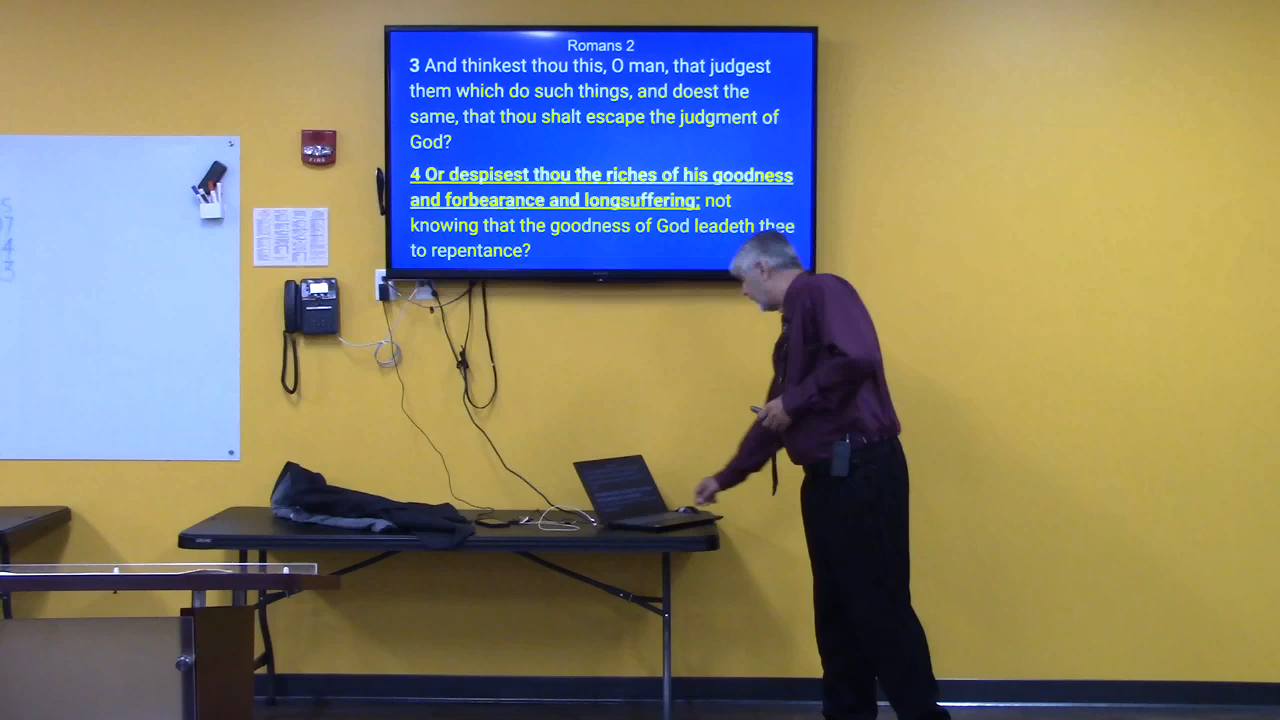 Romans 2
3 And thinkest thou this, O man, that judgest
them which do such things, and doest the
same, that thou shalt escape the judgment of
God?
4 Or despisest thou the riches of his goodness
and forbearance and longsuffering; not
knowing that the goodness of God leadeth thee
to repentance?
FIRE